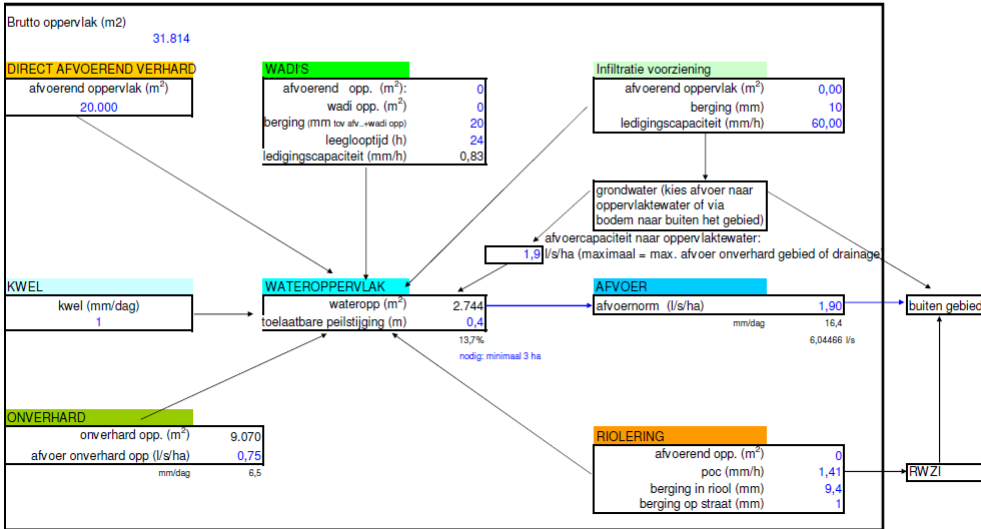 Brutto oppervlak (m2)
31.814
DIRECT AFVOEREND VERHARD
afvoerend oppervlak (m²)
20.000
WADI'S
afvoerend opp. (m²): 0
wadi opp. (m²) 0
berging (mm tov afv..+wadi opp) 20
leeglooptijd (h) 24
ledigingscapaciteit (mm/h) 0,83
Infiltratie voorziening
afvoerend oppervlak (m²) 0,00
berging (mm) 10
ledigingscapaciteit (mm/h) 60,00
grondwater (kies afvoer naar
oppervlaktewater of via
bodem naar buiten het gebied)
afvoercapaciteit naar oppervlaktewater:
1,9 l/s/ha (maximaal = max. afvoer onverhard gebied of drainage)
KWEL
kwel (mm/dag)
1
WATEROPPERVLAK
wateropp (m²) 2.744
toelaatbare peilstijging (m) 0,4
13,7%
nodig: minimaal 3 ha
AFVOER
afvoernorm (l/s/ha) 1,90
mm/dag 16,4
6,04466 l/s
buiten gebied
ONVERHARD
onverhard opp. (m²) 9.070
afvoer onverhard opp (l/s/ha) 0,75
mm/dag 6,5
RIOLERING
afvoerend opp. (m²) 0
poc (mm/h) 1,41
berging in riool (mm) 9,4
berging op straat (mm) 1
RWZI